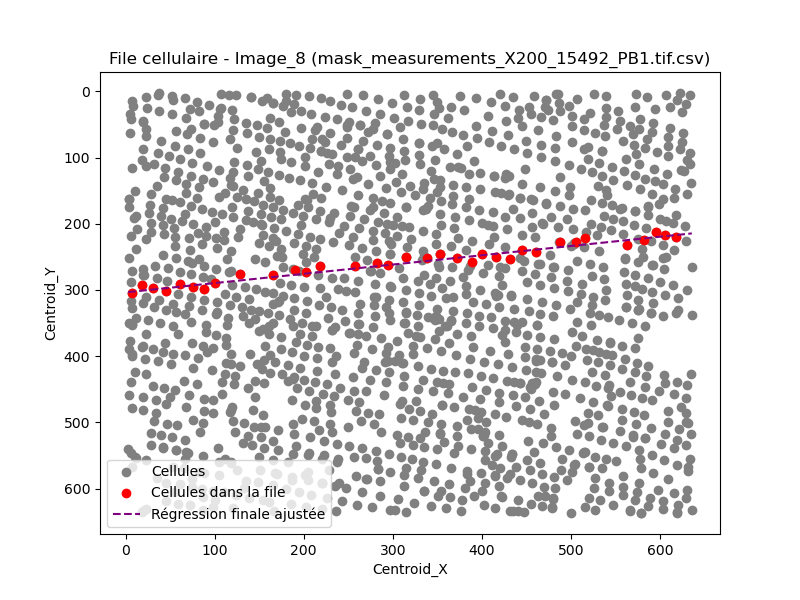 File cellulaire - Image_8 (mask_measurements_X200_15492_PB1.tif.csv)
0
100
200
300
400
500
600
Centroid_Y
Cellules
Cellules dans la file
Régression finale ajustée
0 100 200 300 400 500 600
Centroid_X